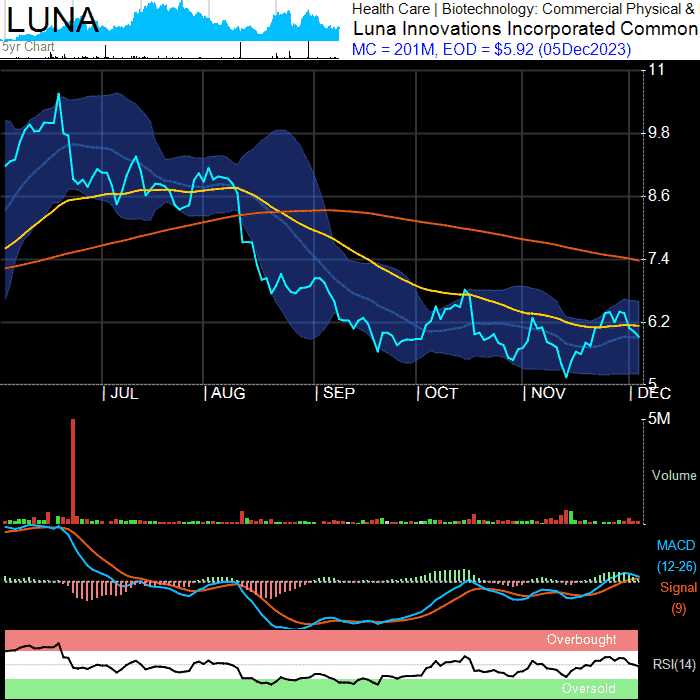 LUNA
5yr Chart
Health Care | Biotechnology: Commercial Physical &
Luna Innovations Incorporated Common
MC = 201M, EOD = $5.92 (05Dec2023)
11
9.8
8.6
7.4
6.2
5
| JUL | AUG | SEP | OCT | NOV | DEC
5M
Volume
MACD
(12-26)
Signal
(9)
Overbought
RSI(14)
Oversold